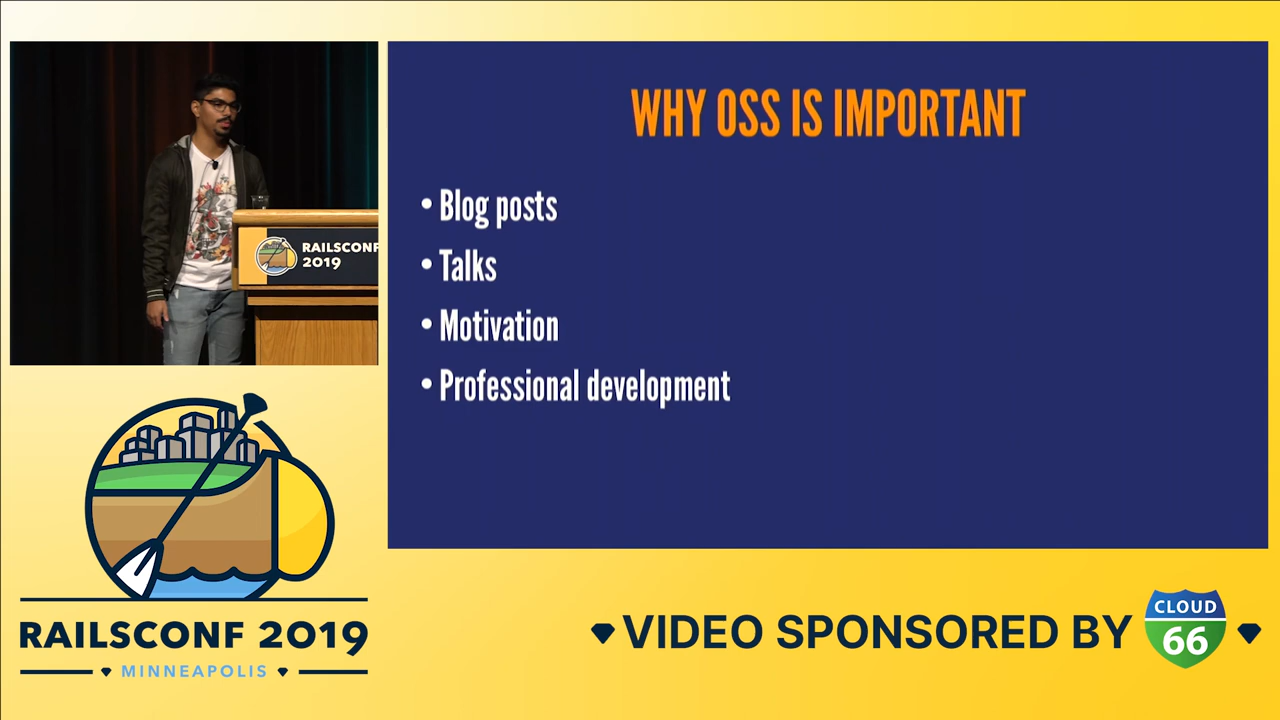 WHY OSS IS IMPORTANT
• Blog posts
• Talks
• Motivation
• Professional development
RAILSCONF
2019
RAILSCONF 2019
MINNEAPOLIS
VIDEO SPONSORED BY
CLOUD
66